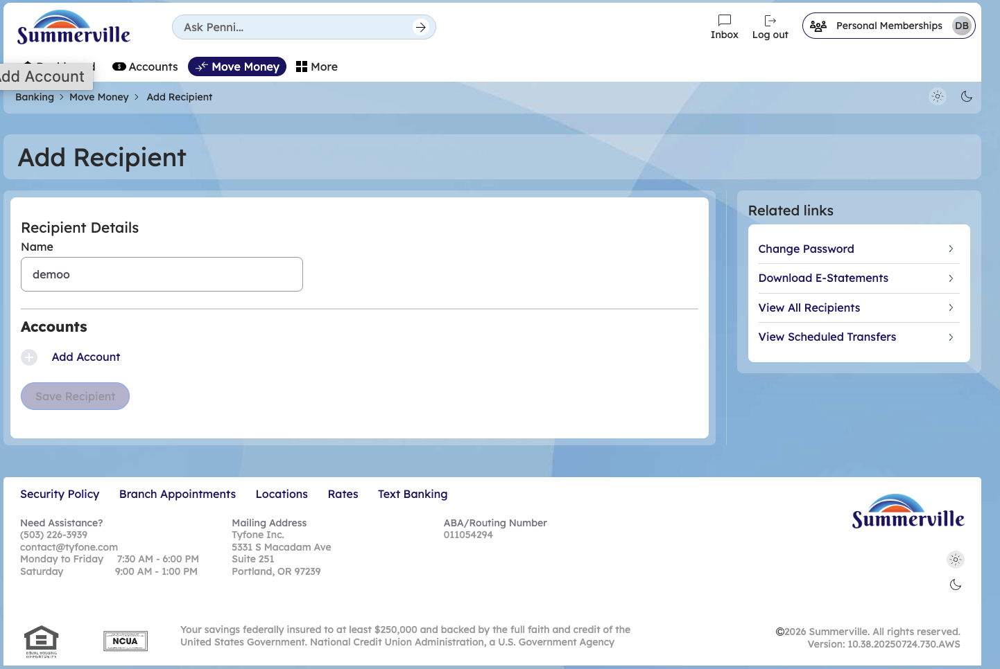 Summerville
Ask Penni...
Inbox
Log out
Personal Memberships
DB
Accounts
Move Money
More
Add Account
Banking > Move Money > Add Recipient
Add Recipient
Recipient Details
Name
demoo
Accounts
Add Account
Save Recipient
Related links
Change Password
Download E-Statements
View All Recipients
View Scheduled Transfers
Security Policy
Branch Appointments
Locations
Rates
Text Banking
Need Assistance?
(503) 226-3939
contact@tyfone.com
Monday to Friday 7:30 AM - 6:00 PM
Saturday 9:00 AM - 1:00 PM
Mailing Address
Tyfone Inc.
5331 S Macadam Ave
Suite 251
Portland, OR 97239
ABA/Routing Number
011054294
Summerville
EQUAL HOUSING
OPPORTUNITY
NCUA
Your savings federally insured to at least $250,000 and backed by the full faith and credit of the
United States Government. National Credit Union Administration, a U.S. Government Agency
©2026 Summerville. All rights reserved.
Version: 10.38.20250724.730.AWS